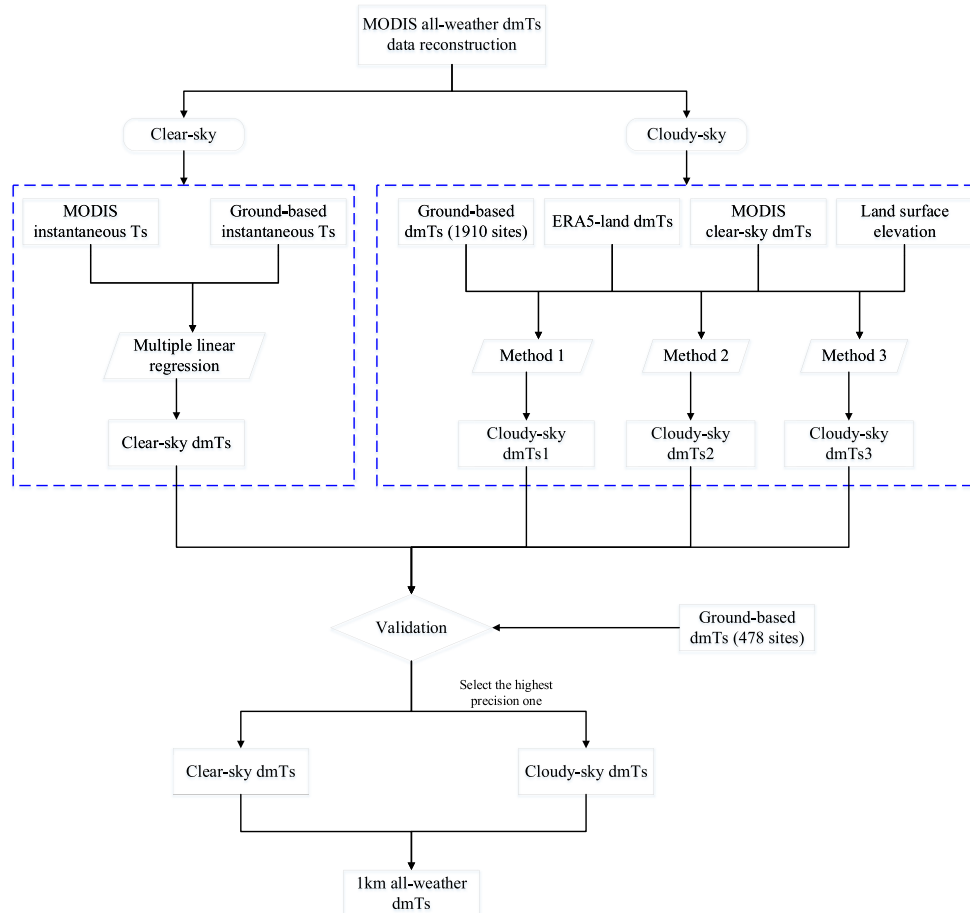 MODIS all-weather dmTs
data reconstruction
Clear-sky
Cloudy-sky
MODIS
instantaneous Ts
Ground-based
instantaneous Ts
Ground-based
dmTs (1910 sites)
ERA5-land dmTs
MODIS
clear-sky dmTs
Land surface
elevation
Multiple linear
regression
Method 1
Method 2
Method 3
Clear-sky dmTs
Cloudy-sky
dmTs1
Cloudy-sky
dmTs2
Cloudy-sky
dmTs3
Validation
Ground-based
dmTs (478 sites)
Select the highest
precision one
Clear-sky dmTs
Cloudy-sky dmTs
1km all-weather
dmTs